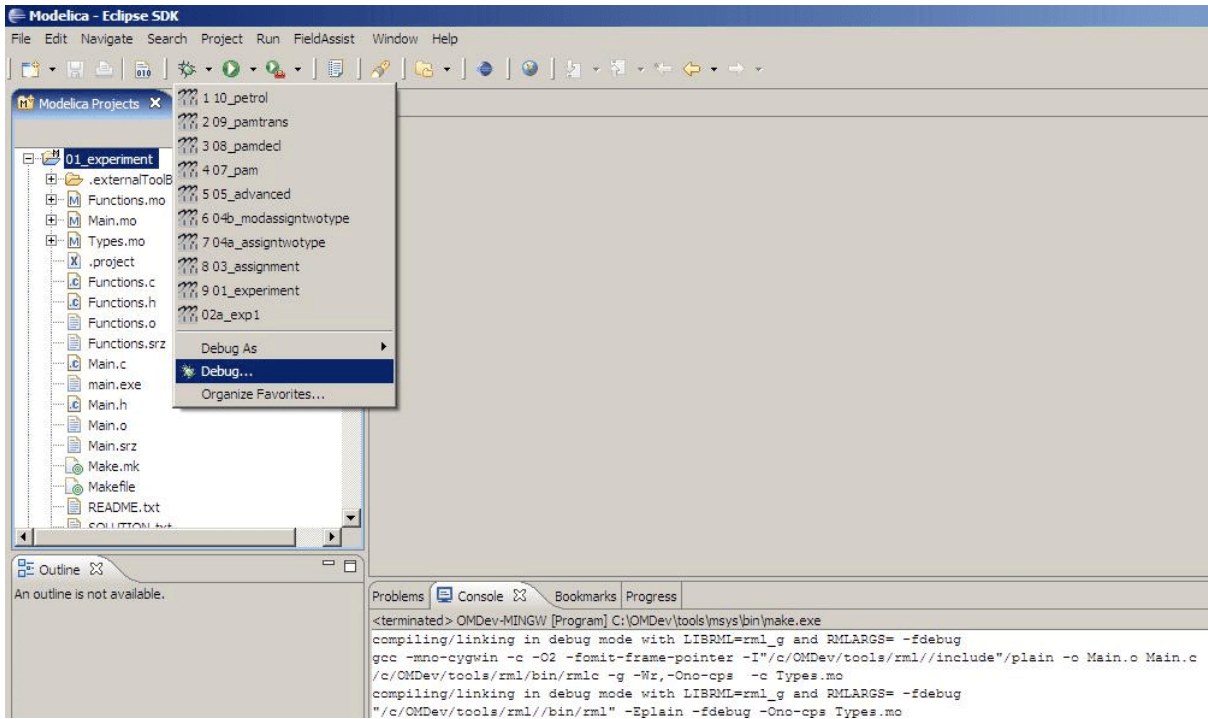 Modelica - Eclipse SDK
File Edit Navigate Search Project Run FieldAssist Window Help
Modelica Projects
1 10_petrol
2 09_pamtrans
3 08_pamdecl
4 07_pam
5 05_advanced
6 04b_modassigntwotype
7 04a_assigntwotype
8 03_assignment
9 01_experiment
02a_exp1
Debug As
Debug...
Organize Favorites...
01_experiment
.externalToolB
Functions.mo
Main.mo
Types.mo
.project
Functions.c
Functions.h
Functions.o
Functions.srz
Main.c
main.exe
Main.h
Main.o
Main.srz
Make.mk
Makefile
README.txt
SOLUTION.txt
Outline
An outline is not available.
Problems Console Bookmarks Progress
<terminated> OMDev-MINGW [Program] C:\OMDev\tools\msys\bin\make.exe
compiling/linking in debug mode with LIBRML=rml_g and RMLARGS= -fdebug
gcc -mno-cygwin -c -O2 -fomit-frame-pointer -I"/c/OMDev/tools/rml//include"/plain -o Main.o Main.c
/c/OMDev/tools/rml/bin/rmlc -g -Wr,-Ono-cps -c Types.mo
compiling/linking in debug mode with LIBRML=rml_g and RMLARGS= -fdebug
"/c/OMDev/tools/rml//bin/rml" -Eplain -fdebug -Ono-cps Types.mo